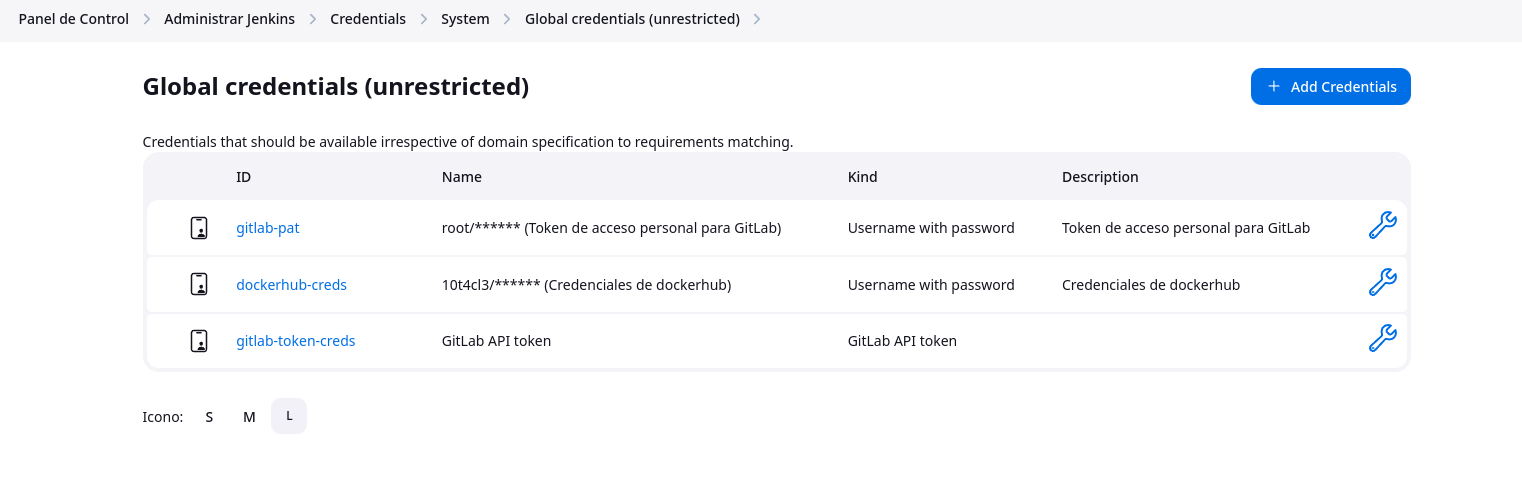 Panel de Control > Administrar Jenkins > Credentials > System > Global credentials (unrestricted) >
Global credentials (unrestricted)
+ Add Credentials
Credentials that should be available irrespective of domain specification to requirements matching.
ID Name Kind Description
gitlab-pat root/****** (Token de acceso personal para GitLab) Username with password Token de acceso personal para GitLab
dockerhub-creds 10t4cl3/****** (Credenciales de dockerhub) Username with password Credenciales de dockerhub
gitlab-token-creds GitLab API token GitLab API token
Icono: S M L